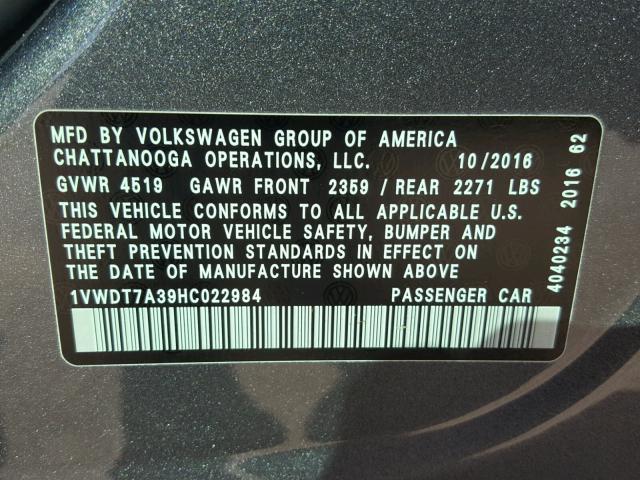 MFD BY VOLKSWAGEN GROUP OF AMERICA
CHATTANOOGA OPERATIONS, LLC. 10/2016
GVWR 4519 GAWR FRONT 2359 / REAR 2271 LBS
THIS VEHICLE CONFORMS TO ALL APPLICABLE U.S.
FEDERAL MOTOR VEHICLE SAFETY, BUMPER AND
THEFT PREVENTION STANDARDS IN EFFECT ON
THE DATE OF MANUFACTURE SHOWN ABOVE
1VWDT7A39HC022984 PASSENGER CAR
4040234 2016 62